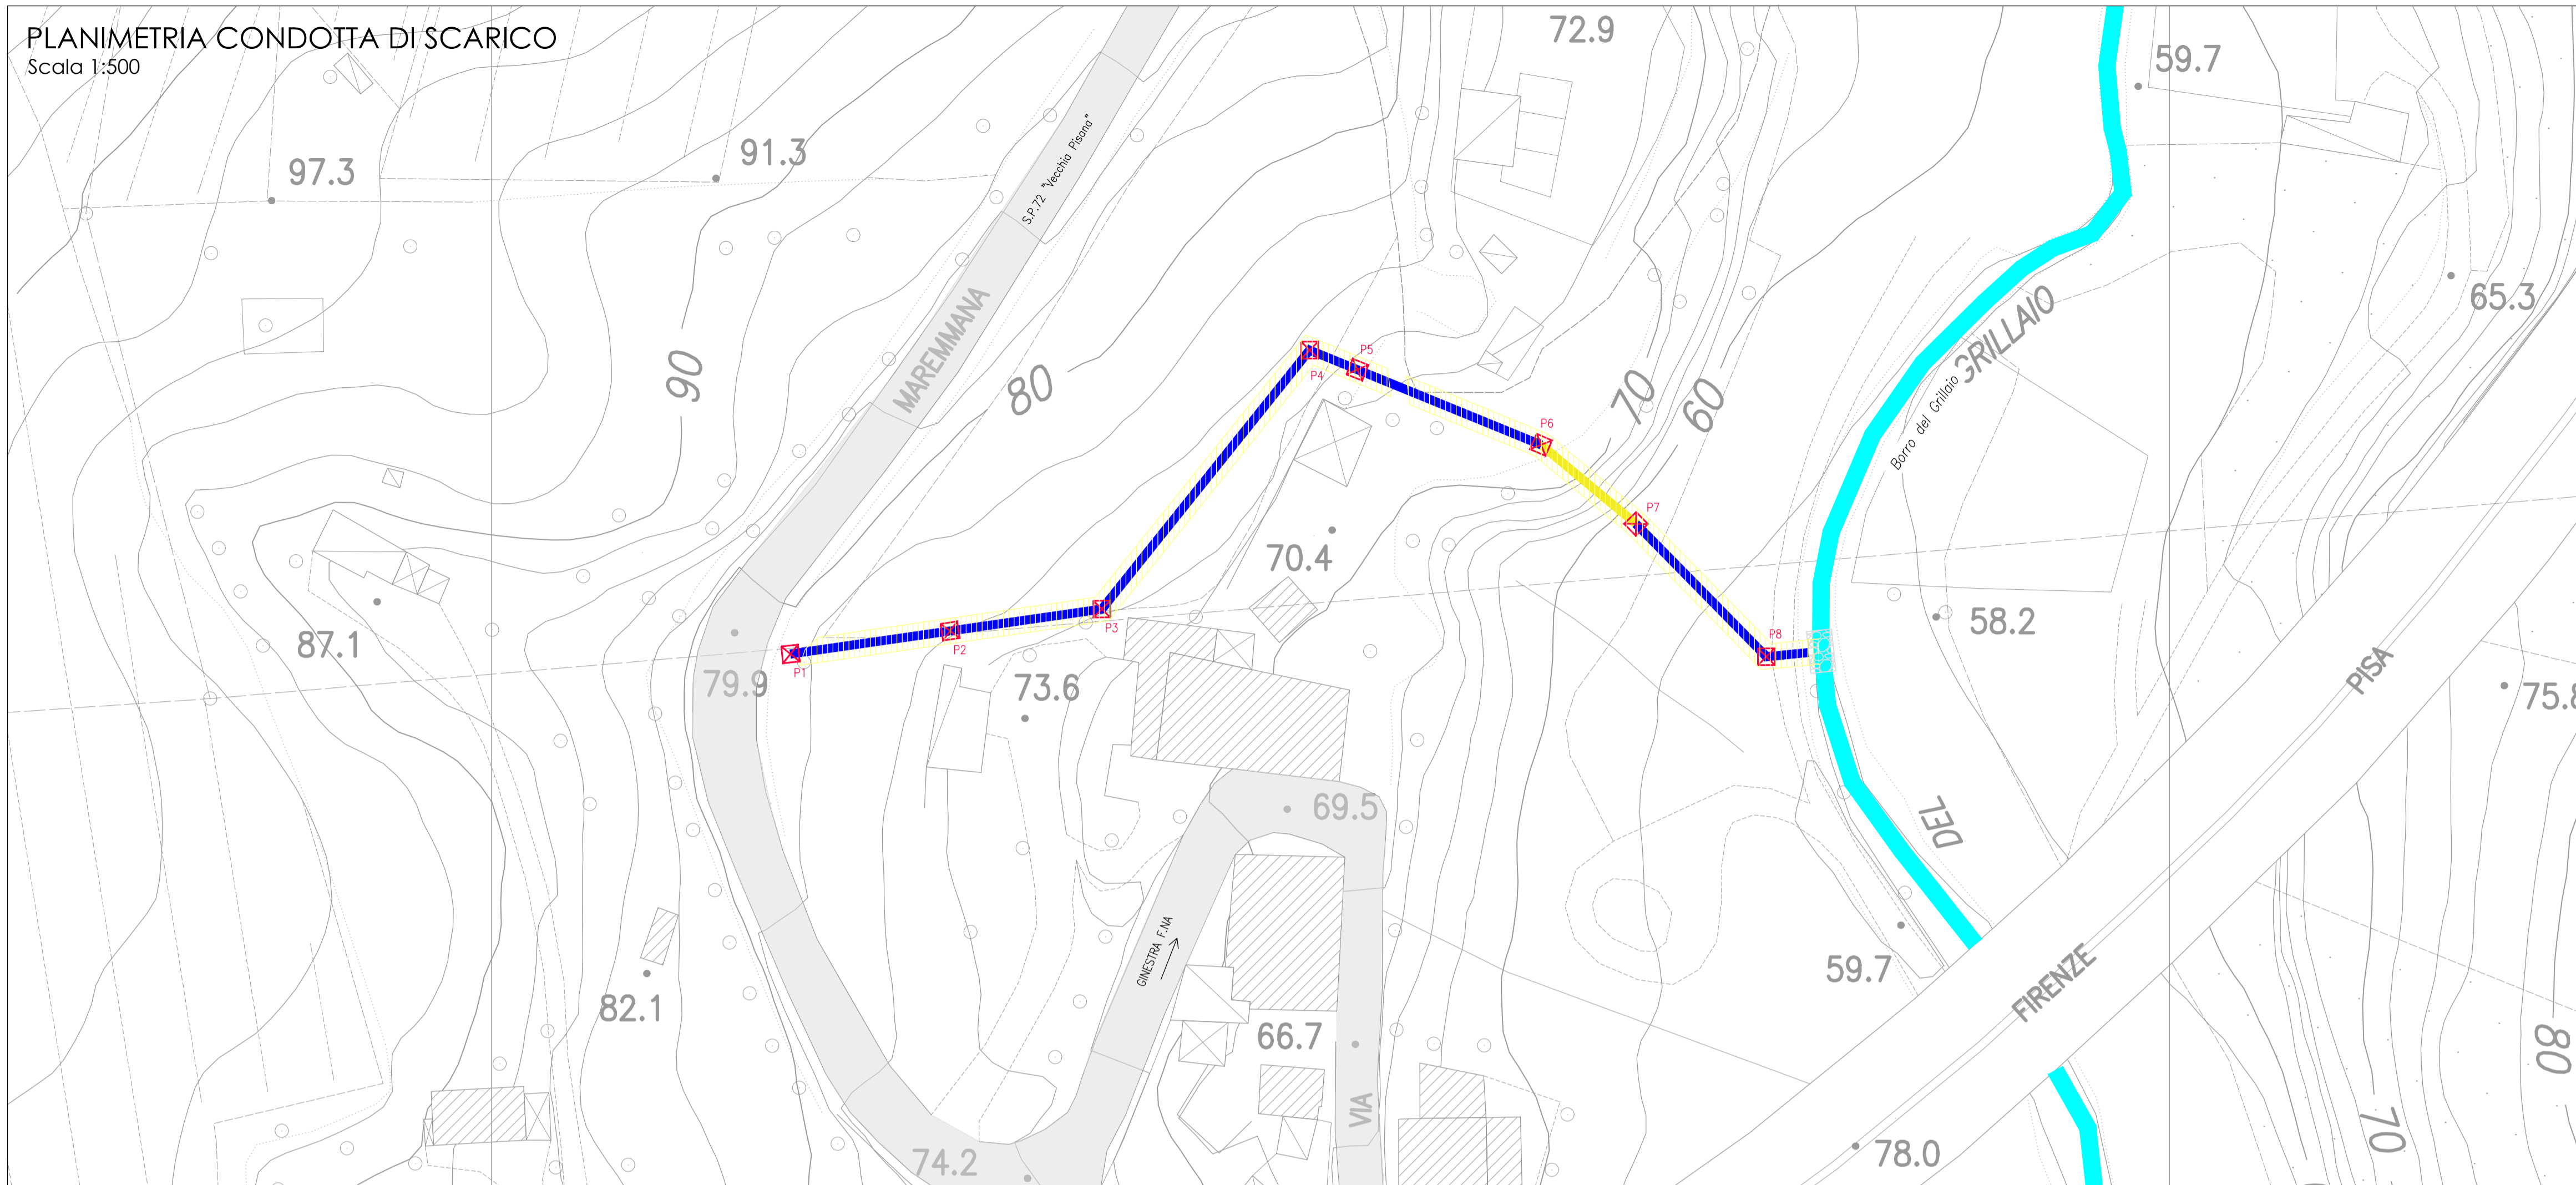 PLANIMETRIA CONDOTTA DI SCARICO
Scala 1:500
72.9
59.7
91.3
97.3
S.P.72 "Vecchia Pisana"
65.3
MAREMMANA
GRILLAIO
Borro del Grillaio
90
80
70
60
P4
P5
P6
P7
70.4
P3
P2
P1
P8
58.2
87.1
79.9
73.6
PISA
75.8
69.5
DEL
GINESTRA F.NA
59.7
FIRENZE
82.1
66.7
80
VIA
70
74.2
78.0